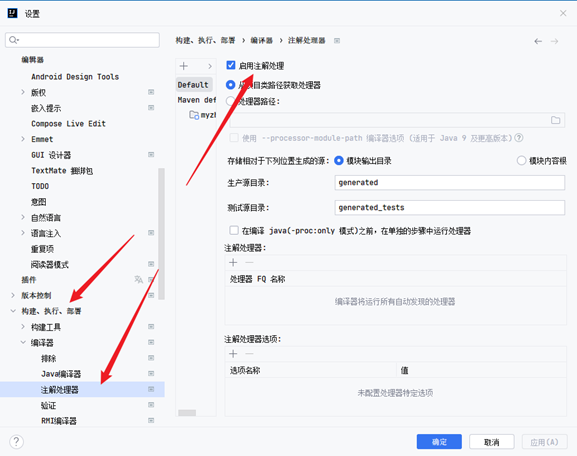 设置
编辑器
Android Design Tools
版权
嵌入提示
Compose Live Edit
Emmet
GUI 设计器
TextMate 捆绑包
TODO
意图
自然语言
语言注入
重复项
阅读器模式
插件
版本控制
构建、执行、部署
构建工具
编译器
排除
Java编译器
注解处理器
验证
RMI编译器
构建、执行、部署 › 编译器 › 注解处理器
Default
Maven def
myzh
启用注解处理
从项目类路径获取处理器
处理器路径:
使用 --processor-module-path 编译器选项 (适用于 Java 9 及更高版本)
存储相对于下列位置生成的源: 模块输出目录 模块内容根
生产源目录: generated
测试源目录: generated_tests
在编译 java(-proc:only 模式)之前,在单独的步骤中运行处理器
注解处理器:
处理器 FQ 名称
编译器将运行所有自动发现的处理器
注解处理器选项:
选项名称 值
未配置处理器特定选项
? 确定 取消 应用(A)